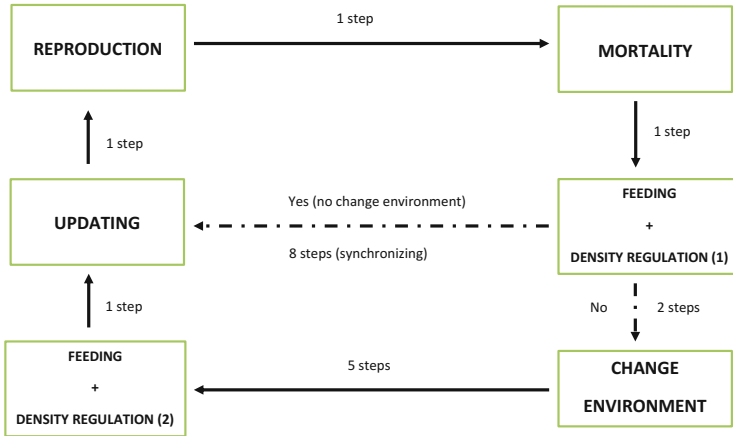 1 step
REPRODUCTION
MORTALITY
1 step
1 step
Yes (no change environment)
FEEDING
+
DENSITY REGULATION (1)
UPDATING
8 steps (synchronizing)
1 step
No
2 steps
FEEDING
+
DENSITY REGULATION (2)
5 steps
CHANGE
ENVIRONMENT